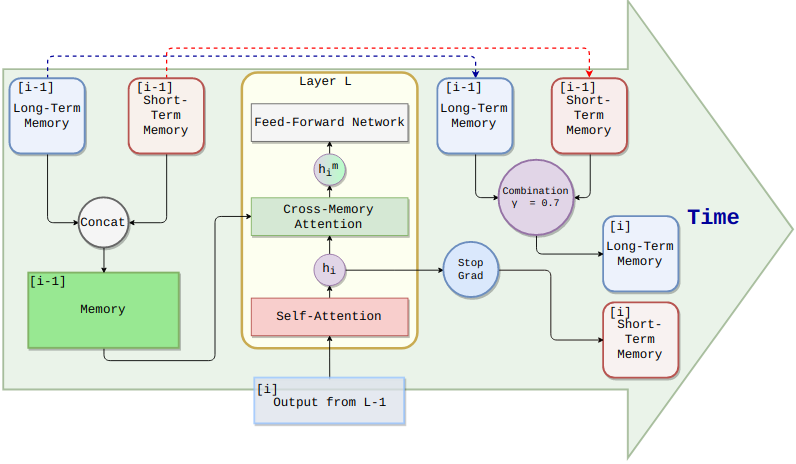 [i-1]
Long-Term
Memory
[i-1]
Short-
Term
Memory
Concat
[i-1]
Memory
Layer L
Feed-Forward Network
hᵢᵐ
Cross-Memory
Attention
hᵢ
Self-Attention
[i]
Output from L-1
[i-1]
Long-Term
Memory
[i-1]
Short-
Term
Memory
Combination
γ = 0.7
Stop
Grad
[i]
Long-Term
Memory
[i]
Short-
Term
Memory
Time